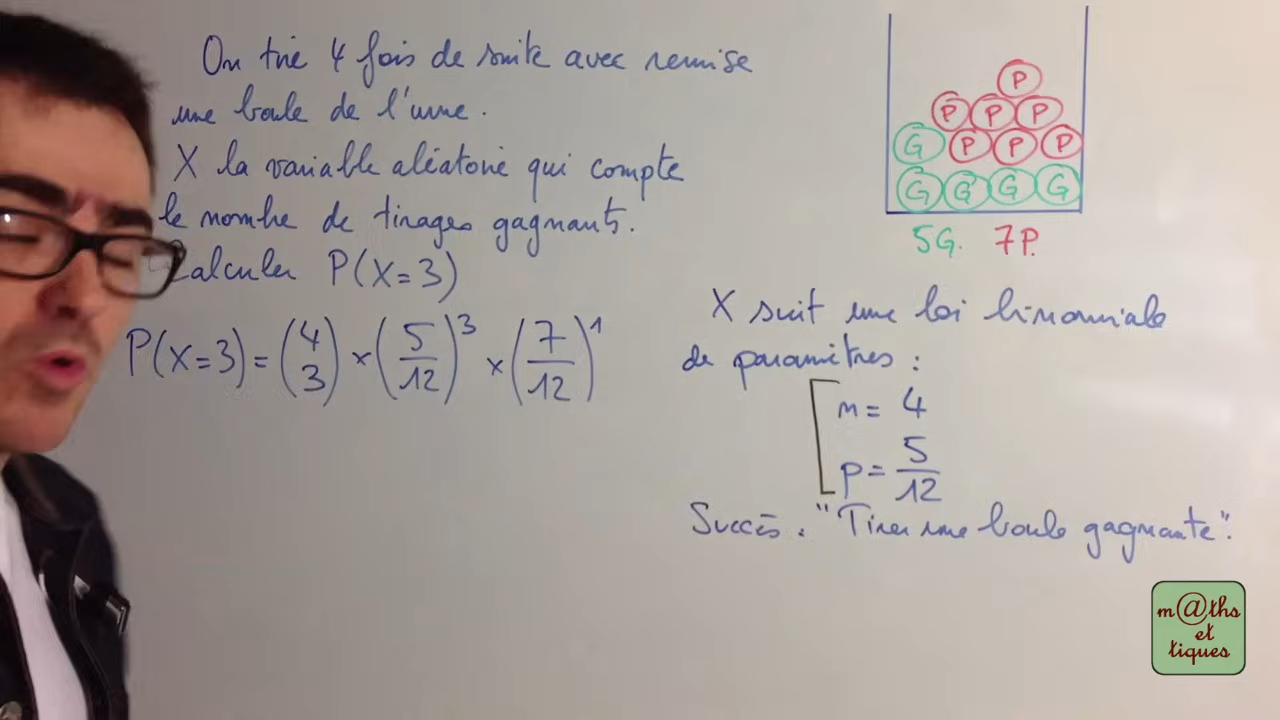 On tire 4 fois de suite avec remise
une boule de l'urne.
X la variable aléatoire qui compte
le nombre de tirages gagnants.
Calculer P(X=3)
P(X=3) = (4 3) × (5/12)^3 × (7/12)^1
P
P P P
G P P P
G G G G
5G. 7P.
X suit une loi binomiale
de paramètres :
n = 4
p = 5/12
Succès : "Tirer une boule gagnante".
m@ths
et
tiques